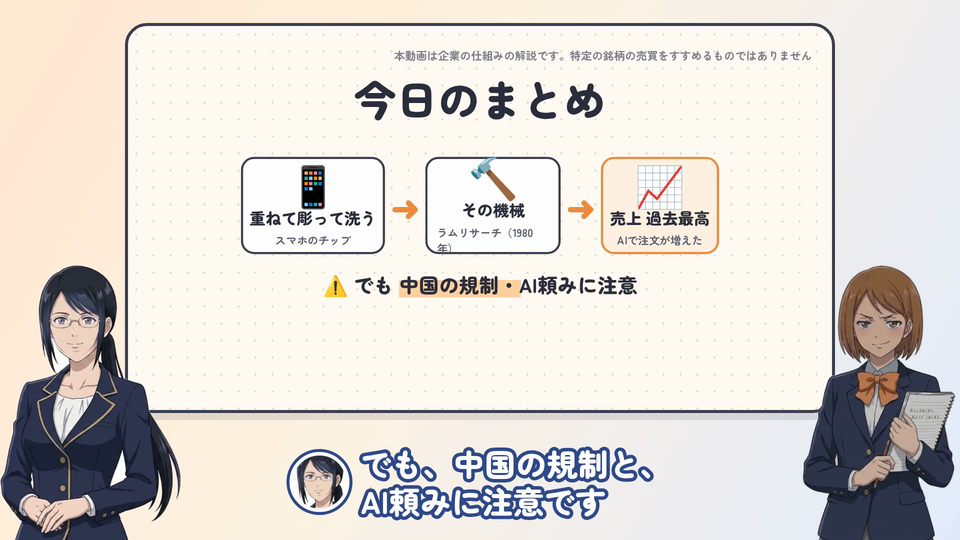 本動画は企業の仕組みの解説です。特定の銘柄の売買をすすめるものではありません
今日のまとめ
重ねて彫って洗う
スマホのチップ
その機械
ラムリサーチ（1980
年）
売上 過去最高
AIで注文が増えた
⚠️ でも 中国の規制・AI頼みに注意
でも、中国の規制と、
AI頼みに注意です